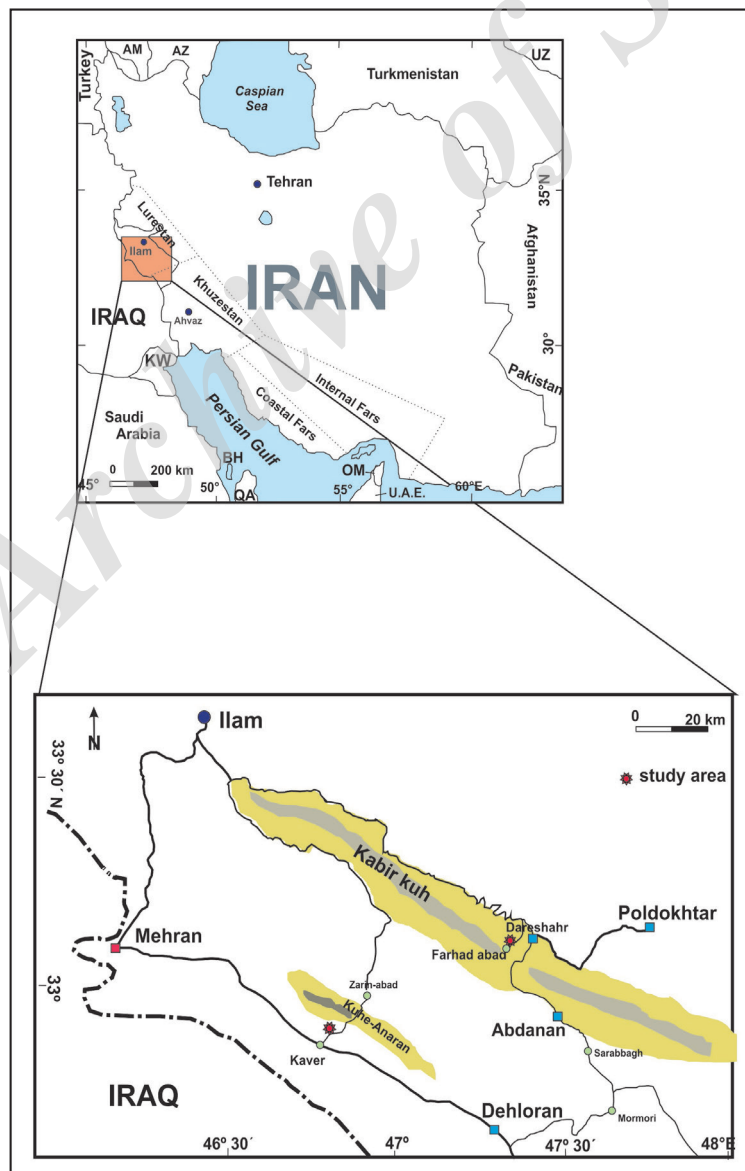 Archive of S
AM
AZ
UZ
Turkey
Caspian
Sea
Turkmenistan
Tehran
35° N
Lurestan
Ilam
Afghanistan
IRAN
Khuzestan
IRAQ
Ahvaz
30°
KW
Pakistan
Internal Fars
Coastal Fars
Persian Gulf
Saudi
Arabia
BH
OM
0 200 km
45°
50°
QA
55°
U.A.E.
60°E
Ilam
0 20 km
N
33° 30´ N
study area
Kabir kuh
Poldokhtar
Dareshahr
Mehran
Farhad abad
33°
Zarm-abad
Kuhe-Anaran
Abdanan
Kaver
Sarabbagh
IRAQ
Dehloran
Mormori
46° 30´
47°
47° 30´
48°E